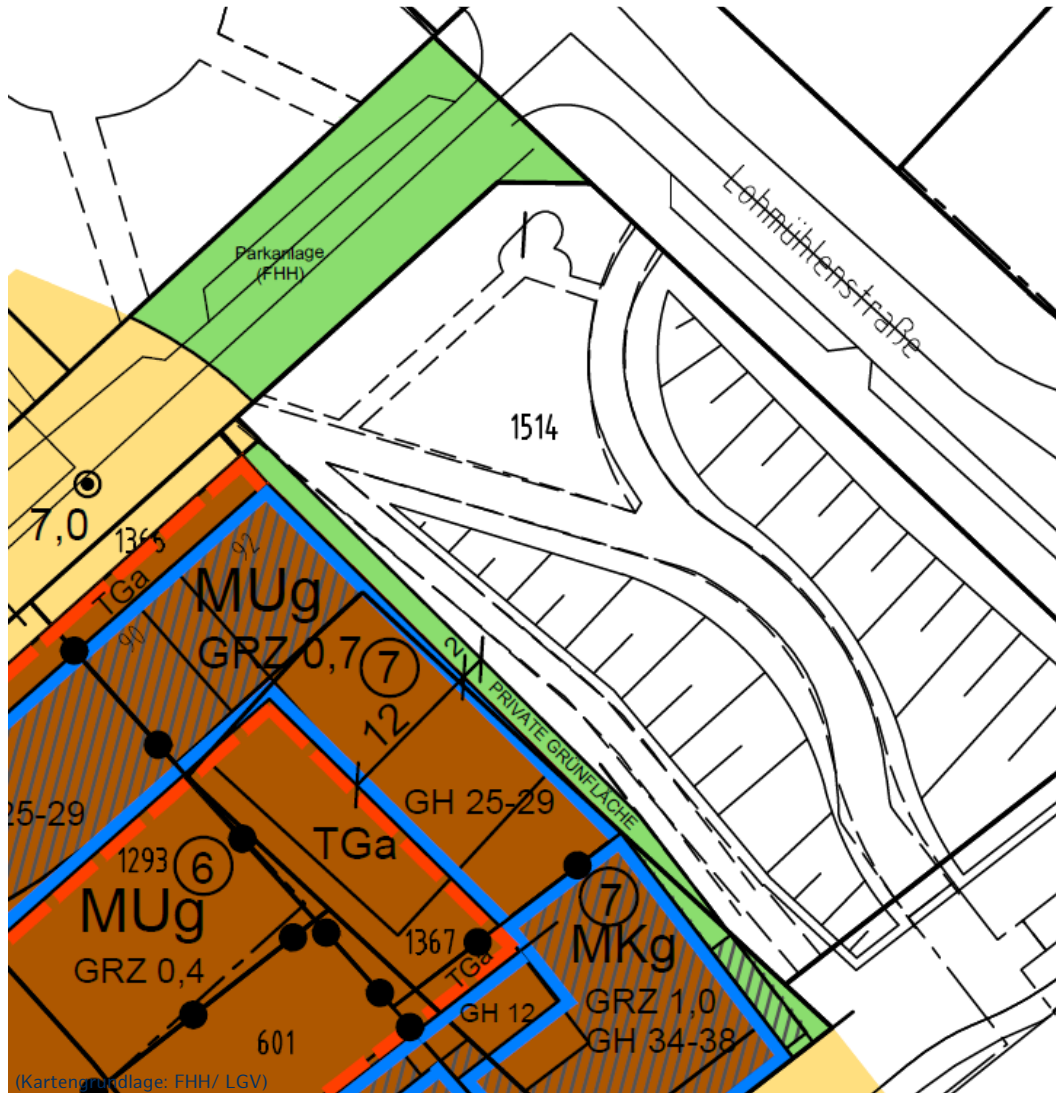 Parkanlage
(FHH)
Lohmühlenstraße
1514
7,0
1365
TGa
92
90
MUg
GRZ 0,7
7
2
12
PRIVATE GRÜNFLÄCHE
GH 25-29
25-29
TGa
1293
6
MUg
GRZ 0,4
1367
TGa
7
MKg
GRZ 1,0
GH 34-38
GH 12
601
(Kartengrundlage: FHH/ LGV)